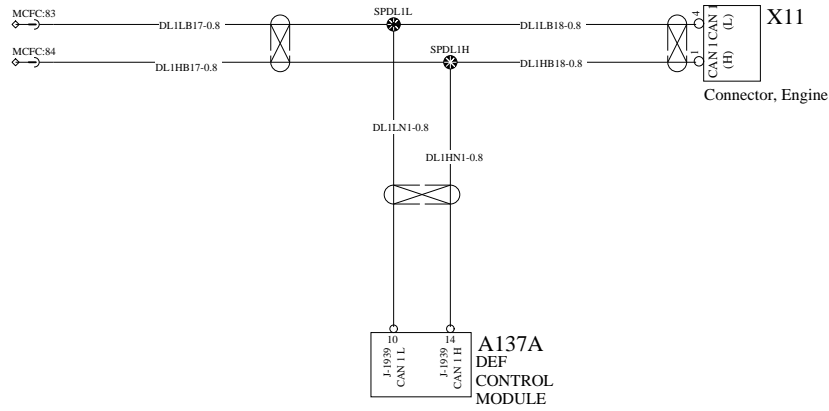 MCFC:83
DL1LB17-0.8
SPDL1L
DL1LB18-0.8
4
CAN 1
(L)
X11
MCFC:84
DL1HB17-0.8
SPDL1H
DL1HB18-0.8
1
CAN 1
(H)
Connector, Engine
DL1LN1-0.8
DL1HN1-0.8
10
J-1939
CAN 1 L
14
J-1939
CAN 1 H
A137A
DEF
CONTROL
MODULE